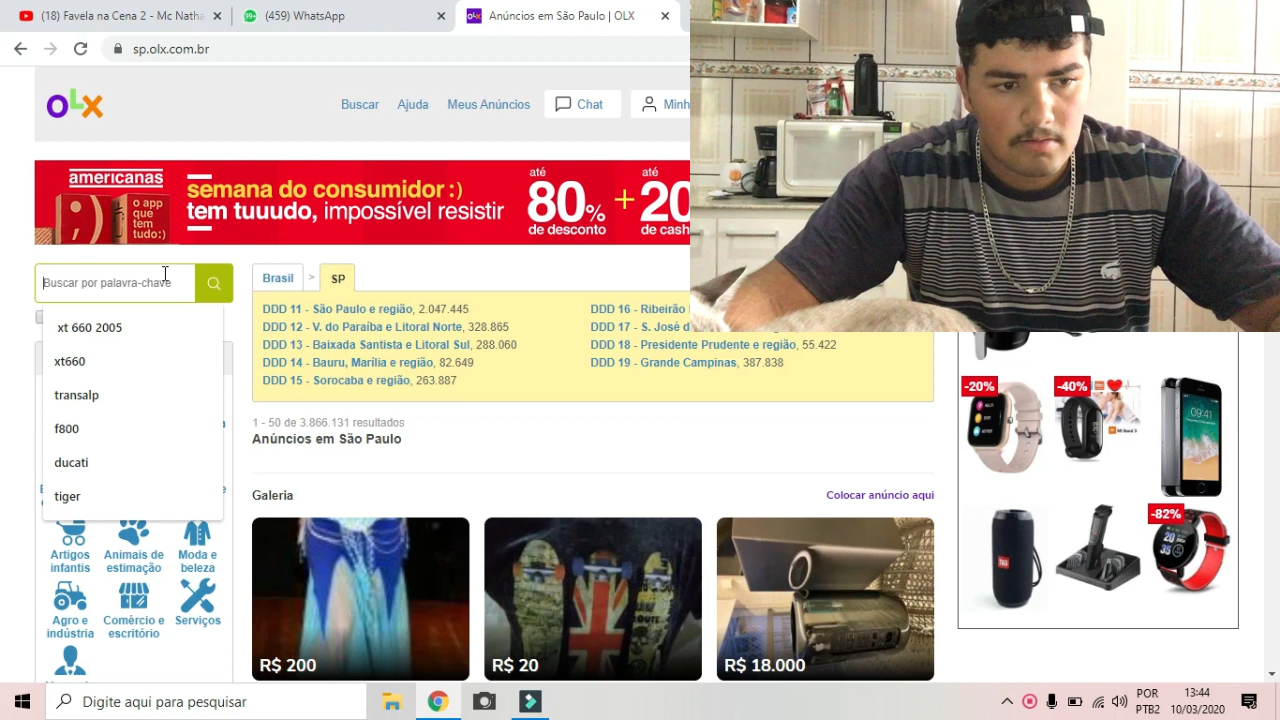 (18) Favela Chama 2 - Mc Nath
(459) WhatsApp
Anúncios em São Paulo | OLX
sp.olx.com.br
olx
Buscar
Ajuda
Meus Anúncios
Chat
Minh
americanas
o app
que
tem
tudo:)
semana do consumidor :)
tem tuuudo, impossível resistir
até
80%
de desconto
+
até
20
de cash
Buscar por palavra-chave
xt 660 2005
xt660
transalp
f800
ducati
tiger
Brasil > SP
DDD 11 - São Paulo e região, 2.047.445
DDD 12 - V. do Paraíba e Litoral Norte, 328.865
DDD 13 - Baixada Santista e Litoral Sul, 288.060
DDD 14 - Bauru, Marília e região, 82.649
DDD 15 - Sorocaba e região, 263.887
DDD 16 - Ribeirão
DDD 17 - S. José d
DDD 18 - Presidente Prudente e região, 55.422
DDD 19 - Grande Campinas, 387.838
1 - 50 de 3.866.131 resultados
Anúncios em São Paulo
Galeria
Colocar anúncio aqui
Artigos
infantis
Animais de
estimação
Moda e
beleza
Agro e
indústria
Comércio e
escritório
Serviços
R$ 200
R$ 20
R$ 18.000
-20%
-40%
09:41
-82%
Digite aqui para pesquisar
POR
PTB2
13:44
10/03/2020